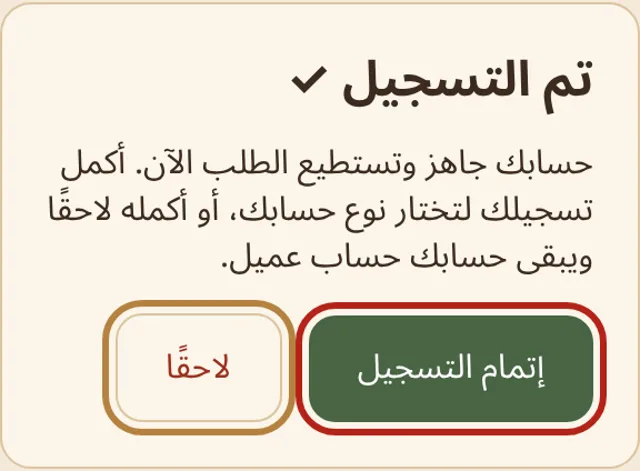 تم التسجيل ✓
حسابك جاهز وتستطيع الطلب الآن. أكمل
تسجيلك لتختار نوع حسابك، أو أكمله لاحقًا
ويبقى حسابك حساب عميل.
إتمام التسجيل
لاحقًا